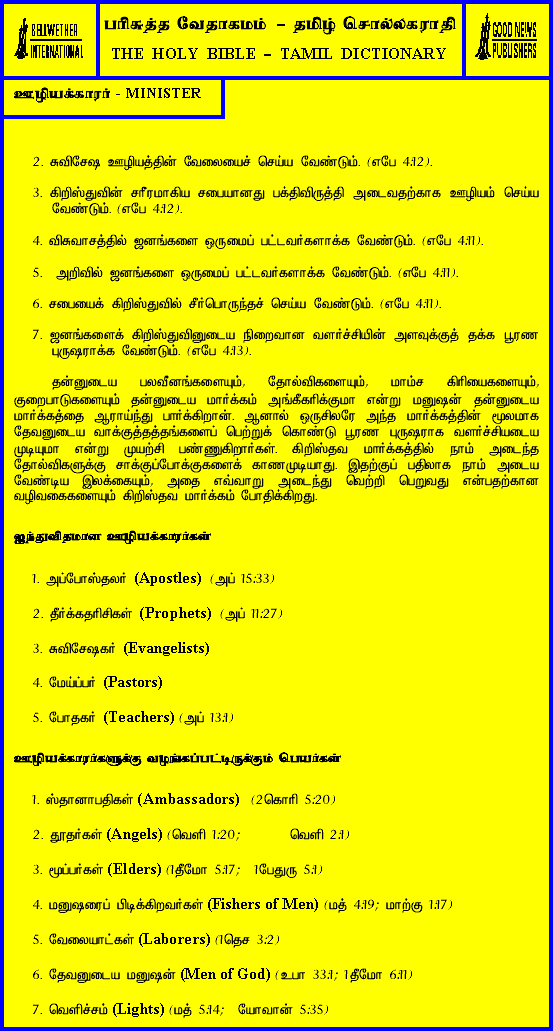 BELLWETHER
INTERNATIONAL
பரிசுத்த வேதாகமம் – தமிழ் சொல்லகராதி
THE HOLY BIBLE – TAMIL DICTIONARY
GOOD NEWS
PUBLISHERS
ஊழியக்காரர் - MINISTER
2. சுவிசேஷ ஊழியத்தின் வேலையைச் செய்ய வேண்டும். (எபே 4:12).
3. கிறிஸ்துவின் சரீரமாகிய சபையானது பக்திவிருத்தி அடைவதற்காக ஊழியம் செய்ய
வேண்டும். (எபே 4:12).
4. விசுவாசத்தில் ஜனங்களை ஒருமைப் பட்டவர்களாக்க வேண்டும். (எபே 4:11).
5. அறிவில் ஜனங்களை ஒருமைப் பட்டவர்களாக்க வேண்டும். (எபே 4:11).
6. சபையைக் கிறிஸ்துவில் சீர்பொருந்தச் செய்ய வேண்டும். (எபே 4:11).
7. ஜனங்களைக் கிறிஸ்துவினுடைய நிறைவான வளர்ச்சியின் அளவுக்குத் தக்க பூரண
புருஷராக்க வேண்டும். (எபே 4:13).
தன்னுடைய பலவீனங்களையும், தோல்விகளையும், மாம்ச கிரியைகளையும்,
குறைபாடுகளையும் தன்னுடைய மார்க்கம் அங்கீகரிக்குமா என்று மனுஷன் தன்னுடைய
மார்க்கத்தை ஆராய்ந்து பார்க்கிறான். ஆனால் ஒருசிலரே அந்த மார்க்கத்தின் மூலமாக
தேவனுடைய வாக்குத்தத்தங்களைப் பெற்றுக் கொண்டு பூரண புருஷராக வளர்ச்சியடைய
முடியுமா என்று முயற்சி பண்ணுகிறார்கள். கிறிஸ்தவ மார்க்கத்தில் நாம் அடைந்த
தோல்விகளுக்கு சாக்குப்போக்குகளைக் காணமுடியாது. இதற்குப் பதிலாக நாம் அடைய
வேண்டிய இலக்கையும், அதை எவ்வாறு அடைந்து வெற்றி பெறுவது என்பதற்கான
வழிவகைகளையும் கிறிஸ்தவ மார்க்கம் போதிக்கிறது.
ஐந்துவிதமான ஊழியக்காரர்கள்
1. அப்போஸ்தலர் (Apostles) (அப் 15:33)
2. தீர்க்கதரிசிகள் (Prophets) (அப் 11:27)
3. சுவிசேஷகர் (Evangelists)
4. மேய்ப்பர் (Pastors)
5. போதகர் (Teachers) (அப் 13:1)
ஊழியக்காரர்களுக்கு வழங்கப்பட்டிருக்கும் பெயர்கள்
1. ஸ்தானாபதிகள் (Ambassadors) (2கொரி 5:20)
2. தூதர்கள் (Angels) (வெளி 1:20; வெளி 2:1)
3. மூப்பர்கள் (Elders) (1தீமோ 5:17; 1பேதுரு 5:1)
4. மனுஷரைப் பிடிக்கிறவர்கள் (Fishers of Men) (மத் 4:19; மாற்கு 1:17)
5. வேலையாட்கள் (Laborers) (1தெச 3:2)
6. தேவனுடைய மனுஷன் (Men of God) (உபா 33:1; 1தீமோ 6:11)
7. வெளிச்சம் (Lights) (மத் 5:14; யோவான் 5:35)